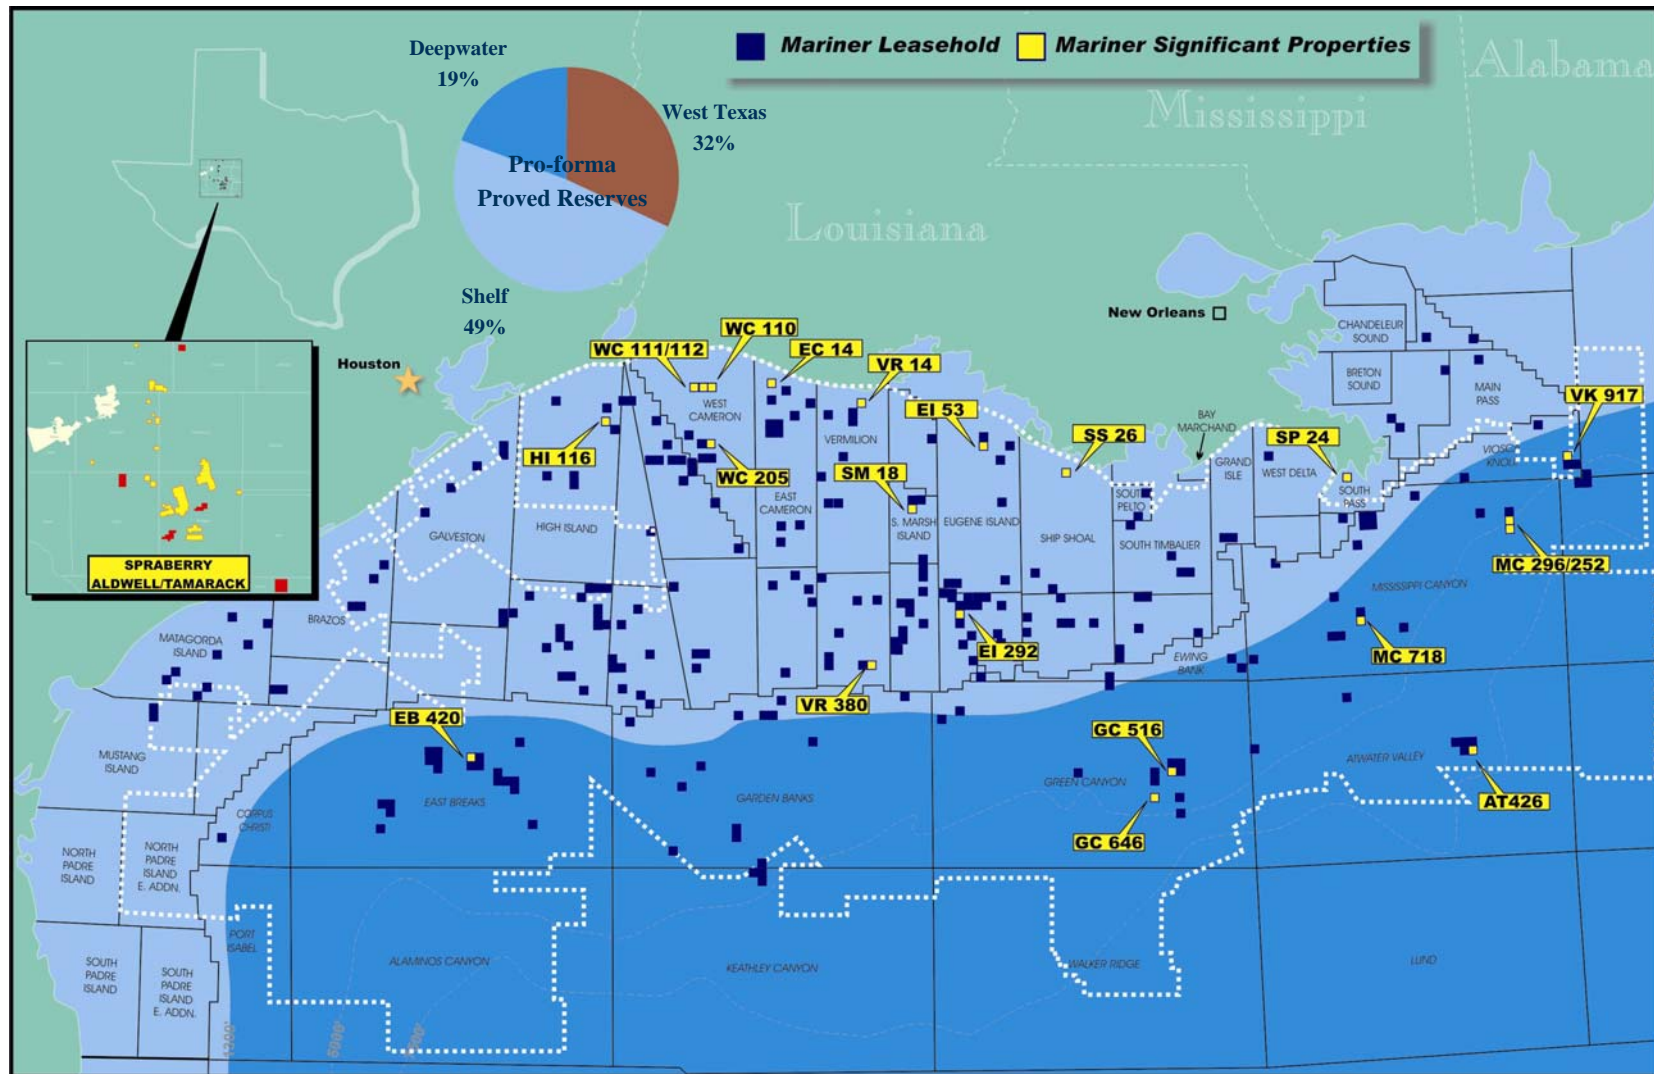 Mariner Leasehold
Mariner Significant Properties
Alabama
Mississippi
Louisiana
Deepwater
19%
West Texas
32%
Pro-forma
Proved Reserves
Shelf
49%
New Orleans
Houston
WC 110
WC 111/112
EC 14
VR 14
EI 53
SS 26
SP 24
VK 917
HI 116
WC 205
SM 18
MC 296/252
EI 292
MC 718
VR 380
EB 420
GC 516
GC 646
AT426
SPRABERRY
ALDWELL/TAMARACK
CHANDELEUR
SOUND
BRETON
SOUND
MAIN
PASS
BAY
MARCHAND
GRAND
ISLE
WEST DELTA
SOUTH
PASS
VIOSCA
KNOLL
WEST
CAMERON
VERMILION
EAST
CAMERON
S. MARSH
ISLAND
EUGENE ISLAND
SHIP SHOAL
SOUTH
PELTO
SOUTH TIMBALIER
HIGH ISLAND
GALVESTON
BRAZOS
MATAGORDA
ISLAND
MUSTANG
ISLAND
CORPUS
CHRISTI
NORTH
PADRE
ISLAND
NORTH
PADRE
ISLAND
E. ADDN.
SOUTH
PADRE
ISLAND
SOUTH
PADRE
ISLAND
E. ADDN.
PORT
ISABEL
EAST BREAKS
GARDEN BANKS
GREEN CANYON
EWING
BANK
MISSISSIPPI CANYON
ATWATER VALLEY
ALAMINOS CANYON
KEATHLEY CANYON
WALKER RIDGE
LUND